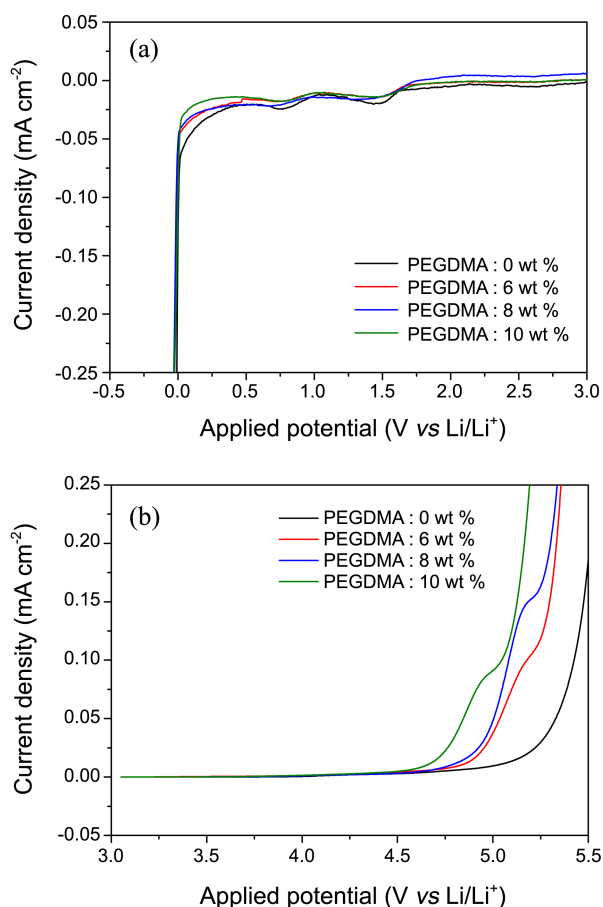 (a)
0.05
0.00
-0.05
-0.10
-0.15
-0.20
-0.25
Current density (mA cm⁻²)
PEGDMA : 0 wt %
PEGDMA : 6 wt %
PEGDMA : 8 wt %
PEGDMA : 10 wt %
-0.5 0.0 0.5 1.0 1.5 2.0 2.5 3.0
Applied potential (V vs Li/Li⁺)
(b)
0.25
0.20
0.15
0.10
0.05
0.00
-0.05
Current density (mA cm⁻²)
PEGDMA : 0 wt %
PEGDMA : 6 wt %
PEGDMA : 8 wt %
PEGDMA : 10 wt %
3.0 3.5 4.0 4.5 5.0 5.5
Applied potential (V vs Li/Li⁺)